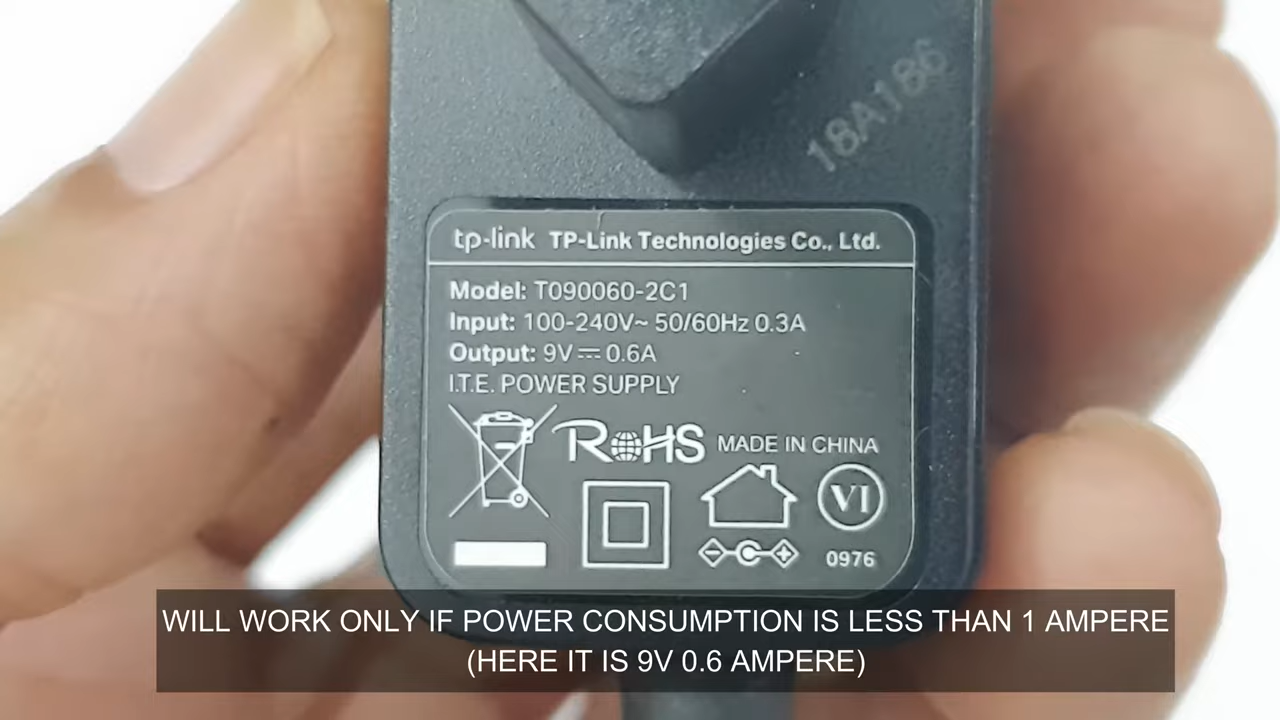 18A186
tp-link TP-Link Technologies Co., Ltd.
Model: T090060-2C1
Input: 100-240V~ 50/60Hz 0.3A
Output: 9V⎓0.6A
I.T.E. POWER SUPPLY
RoHS MADE IN CHINA
VI
0976
WILL WORK ONLY IF POWER CONSUMPTION IS LESS THAN 1 AMPERE
(HERE IT IS 9V 0.6 AMPERE)